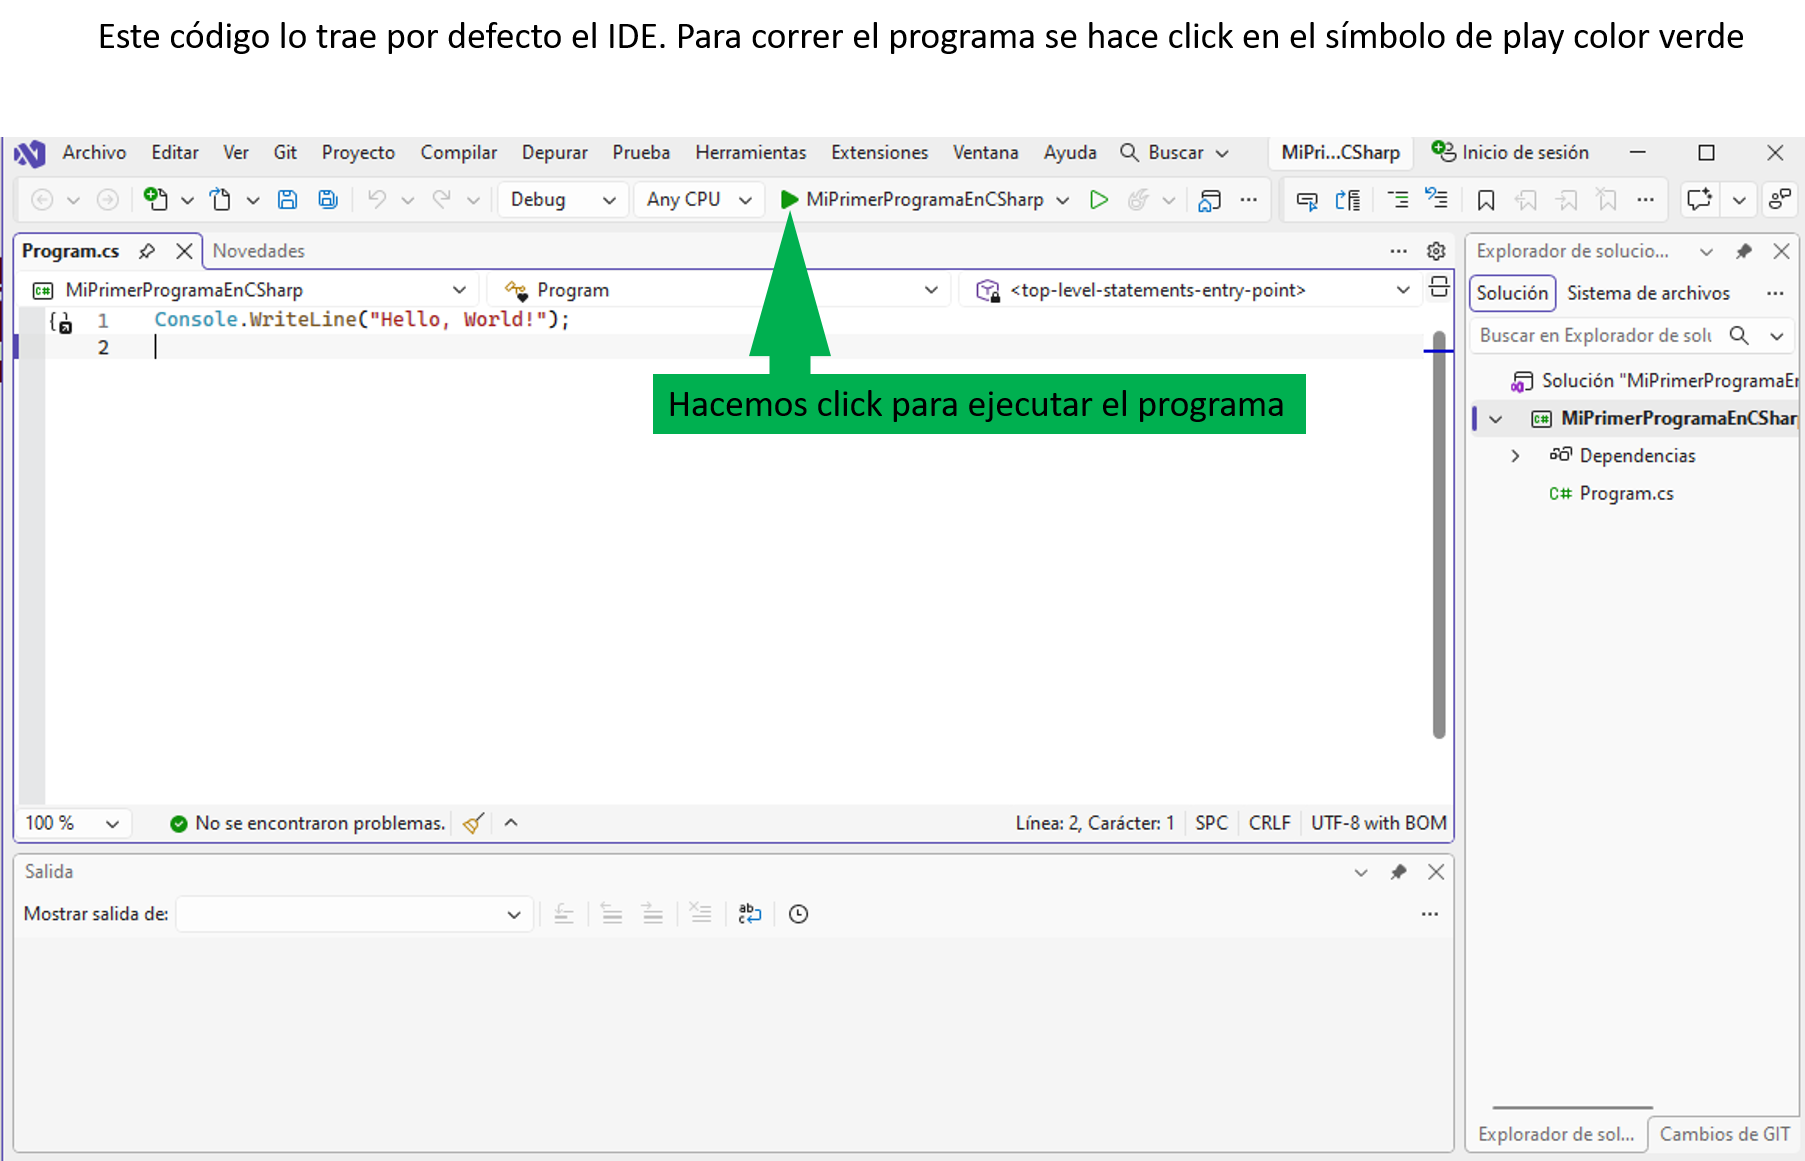 Este código lo trae por defecto el IDE. Para correr el programa se hace click en el símbolo de play color verde
Archivo Editar Ver Git Proyecto Compilar Depurar Prueba Herramientas Extensiones Ventana Ayuda Buscar MiPri...CSharp Inicio de sesión
Debug Any CPU MiPrimerProgramaEnCSharp
Program.cs Novedades
MiPrimerProgramaEnCSharp Program <top-level-statements-entry-point>
1 Console.WriteLine("Hello, World!");
2
Hacemos click para ejecutar el programa
100 % No se encontraron problemas. Línea: 2, Carácter: 1 SPC CRLF UTF-8 with BOM
Salida
Mostrar salida de:
Explorador de solucio...
Solución Sistema de archivos
Buscar en Explorador de solu
Solución "MiPrimerProgramaEn
C# MiPrimerProgramaEnCShar
Dependencias
C# Program.cs
Explorador de sol... Cambios de GIT